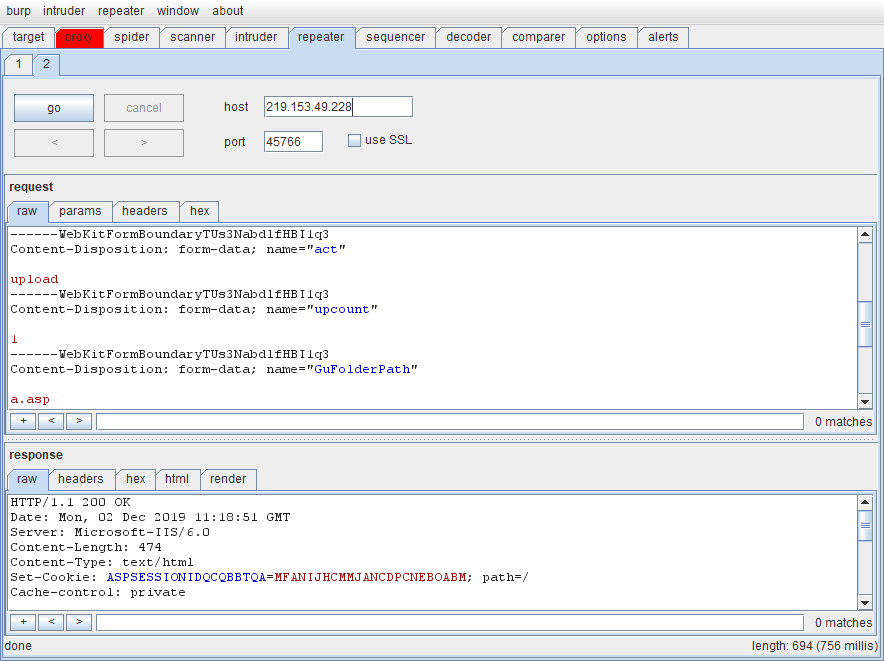 burp intruder repeater window about
target proxy spider scanner intruder repeater sequencer decoder comparer options alerts
1 2
go cancel host 219.153.49.228
< > port 45766 use SSL
request
raw params headers hex
------WebKitFormBoundaryTUs3NabdlfHBI1q3
Content-Disposition: form-data; name="act"
upload
------WebKitFormBoundaryTUs3NabdlfHBI1q3
Content-Disposition: form-data; name="upcount"
1
------WebKitFormBoundaryTUs3NabdlfHBI1q3
Content-Disposition: form-data; name="GuFolderPath"
a.asp
+ < > 0 matches
response
raw headers hex html render
HTTP/1.1 200 OK
Date: Mon, 02 Dec 2019 11:18:51 GMT
Server: Microsoft-IIS/6.0
Content-Length: 474
Content-Type: text/html
Set-Cookie: ASPSESSIONIDQCQBBTQA=MFANIJHCMMJANCDPCNEBOABM; path=/
Cache-control: private
+ < > 0 matches
done length: 694 (756 millis)